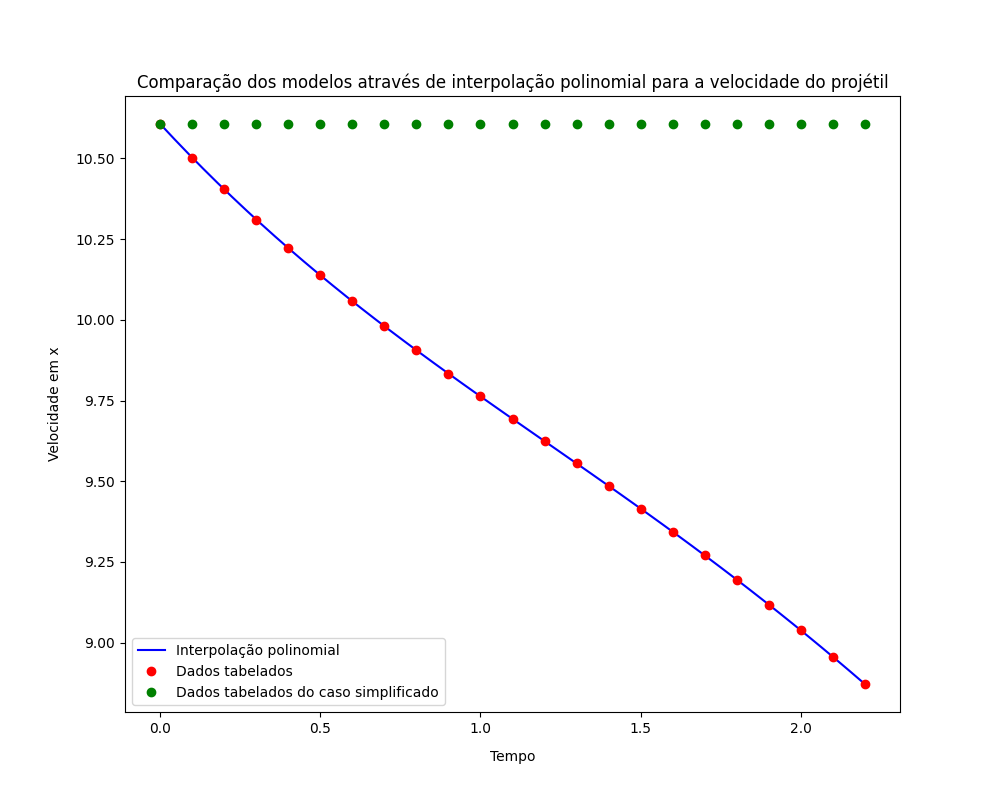 Comparação dos modelos através de interpolação polinomial para a velocidade do projétil
10.50
10.25
10.00
9.75
9.50
9.25
9.00
Velocidade em x
Interpolação polinomial
Dados tabelados
Dados tabelados do caso simplificado
0.0
0.5
1.0
1.5
2.0
Tempo